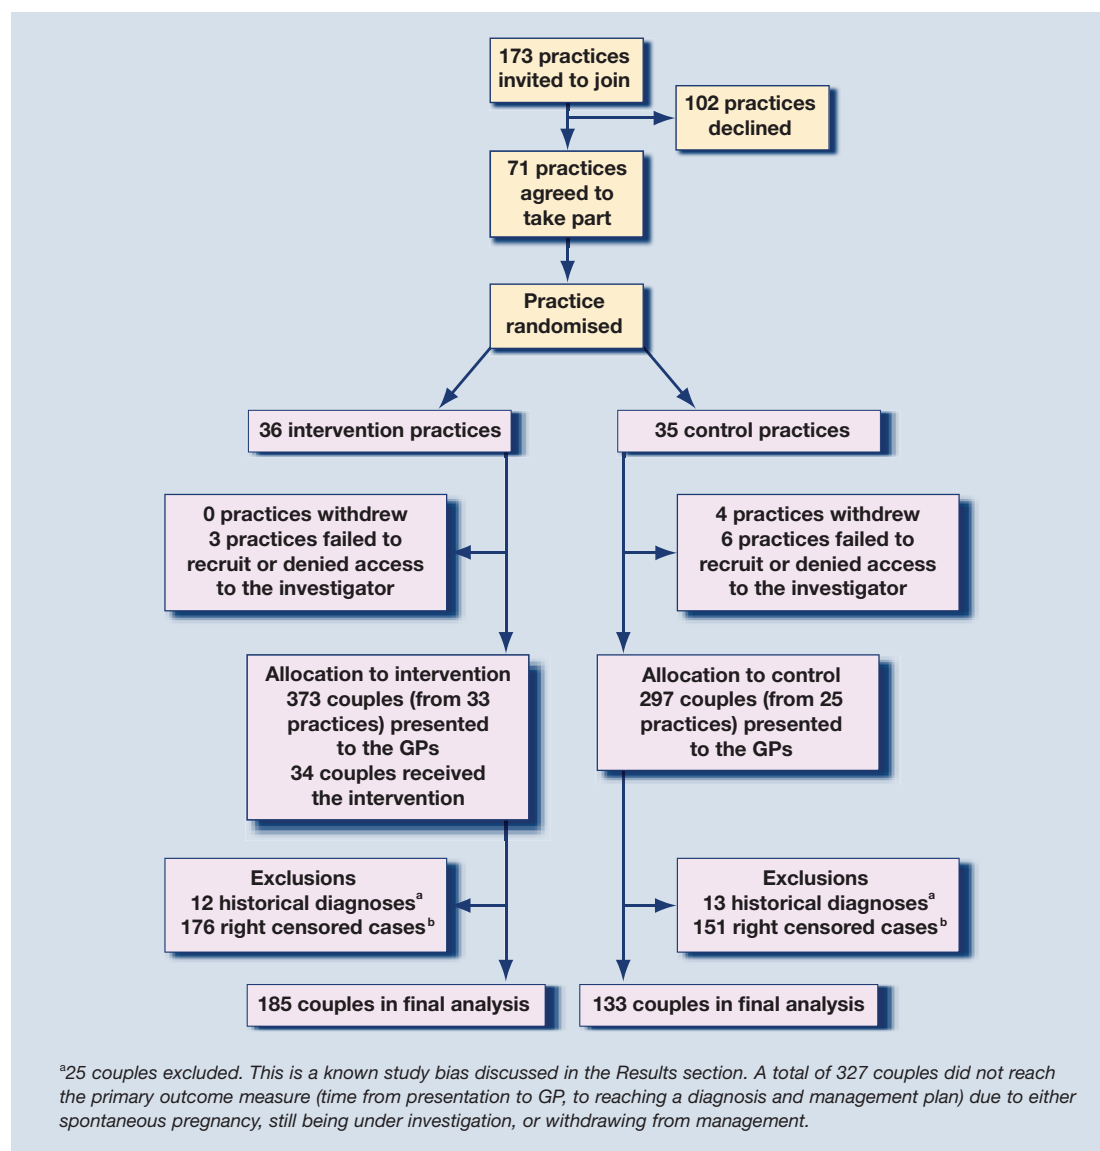 173 practices
invited to join
102 practices
declined
71 practices
agreed to
take part
Practice
randomised
36 intervention practices
35 control practices
0 practices withdrew
3 practices failed to
recruit or denied access
to the investigator
4 practices withdrew
6 practices failed to
recruit or denied access
to the investigator
Allocation to intervention
373 couples (from 33
practices) presented
to the GPs
34 couples received
the intervention
Allocation to control
297 couples (from 25
practices) presented
to the GPs
Exclusions
12 historical diagnosesᵃ
176 right censored casesᵇ
Exclusions
13 historical diagnosesᵃ
151 right censored casesᵇ
185 couples in final analysis
133 couples in final analysis
ᵃ25 couples excluded. This is a known study bias discussed in the Results section. A total of 327 couples did not reach
the primary outcome measure (time from presentation to GP, to reaching a diagnosis and management plan) due to either
spontaneous pregnancy, still being under investigation, or withdrawing from management.